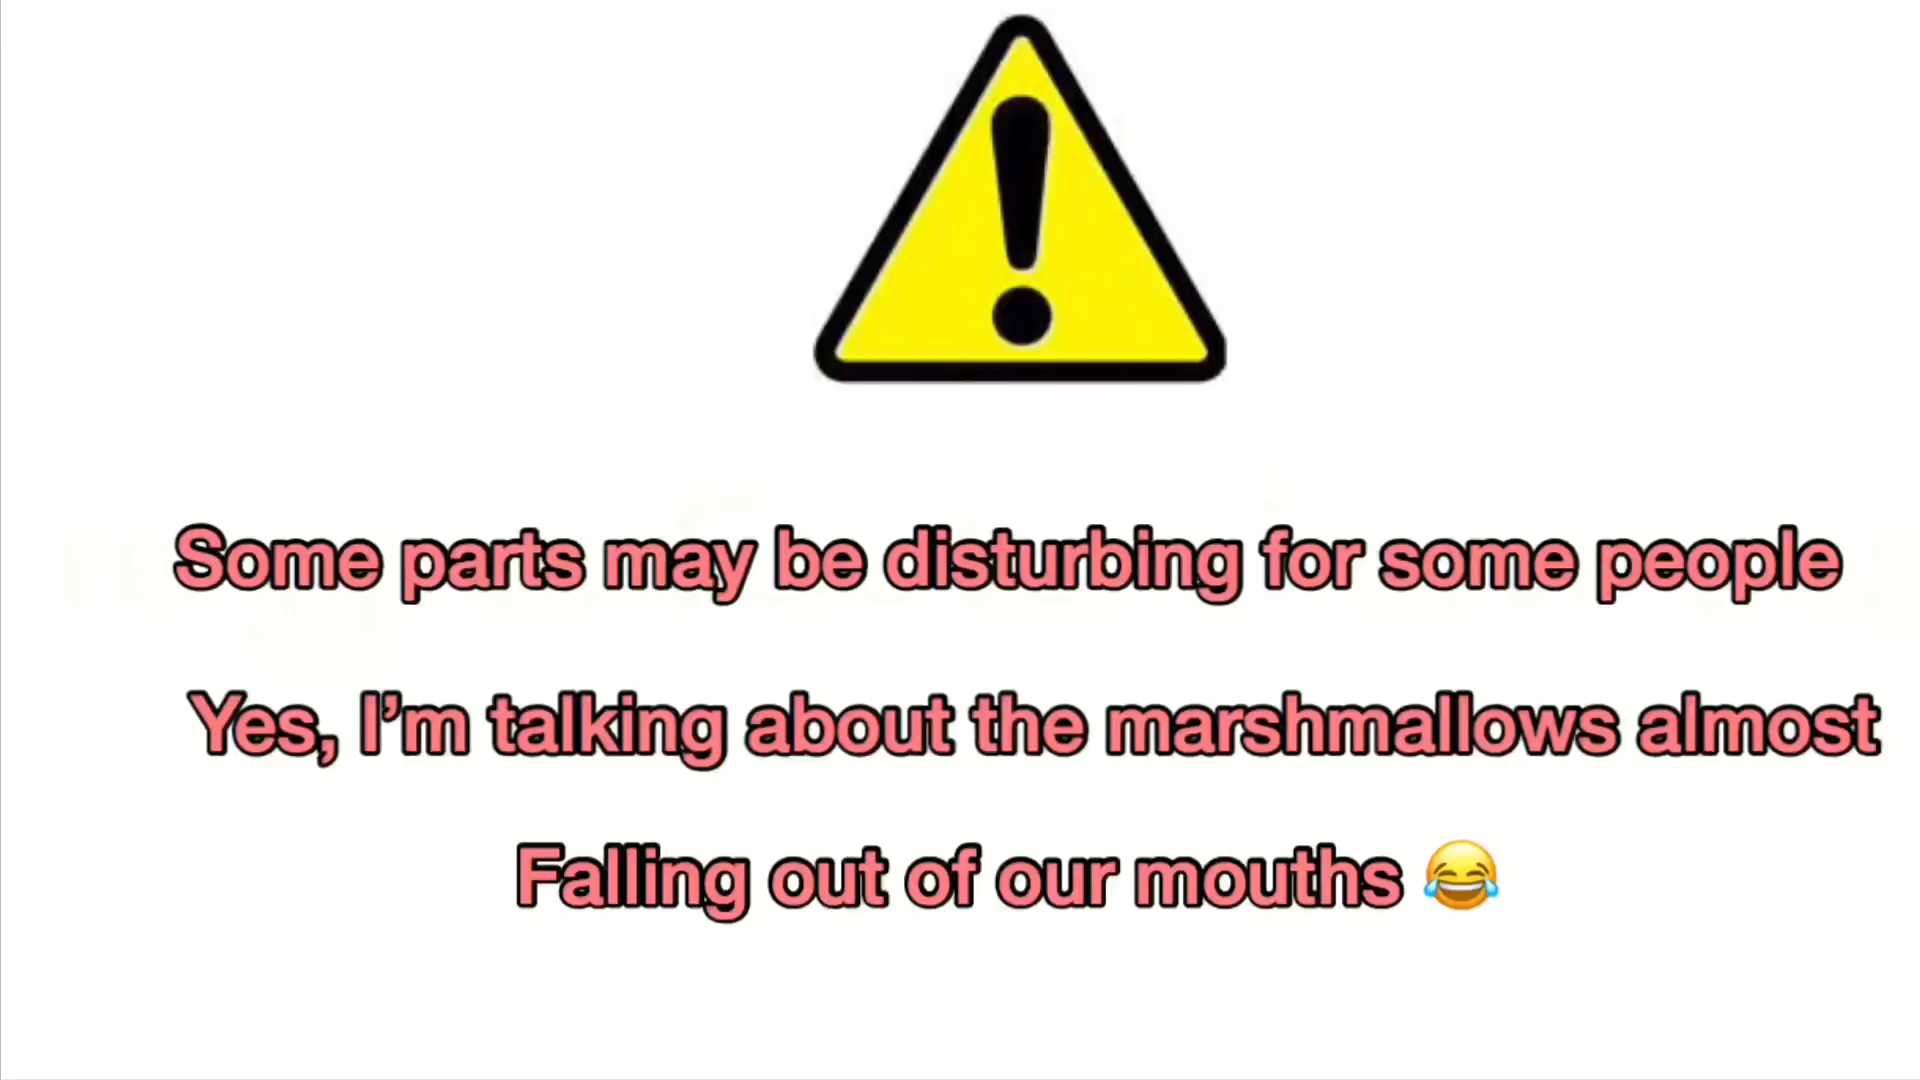 Some parts may be disturbing for some people
Yes, I’m talking about the marshmallows almost
Falling out of our mouths 😂